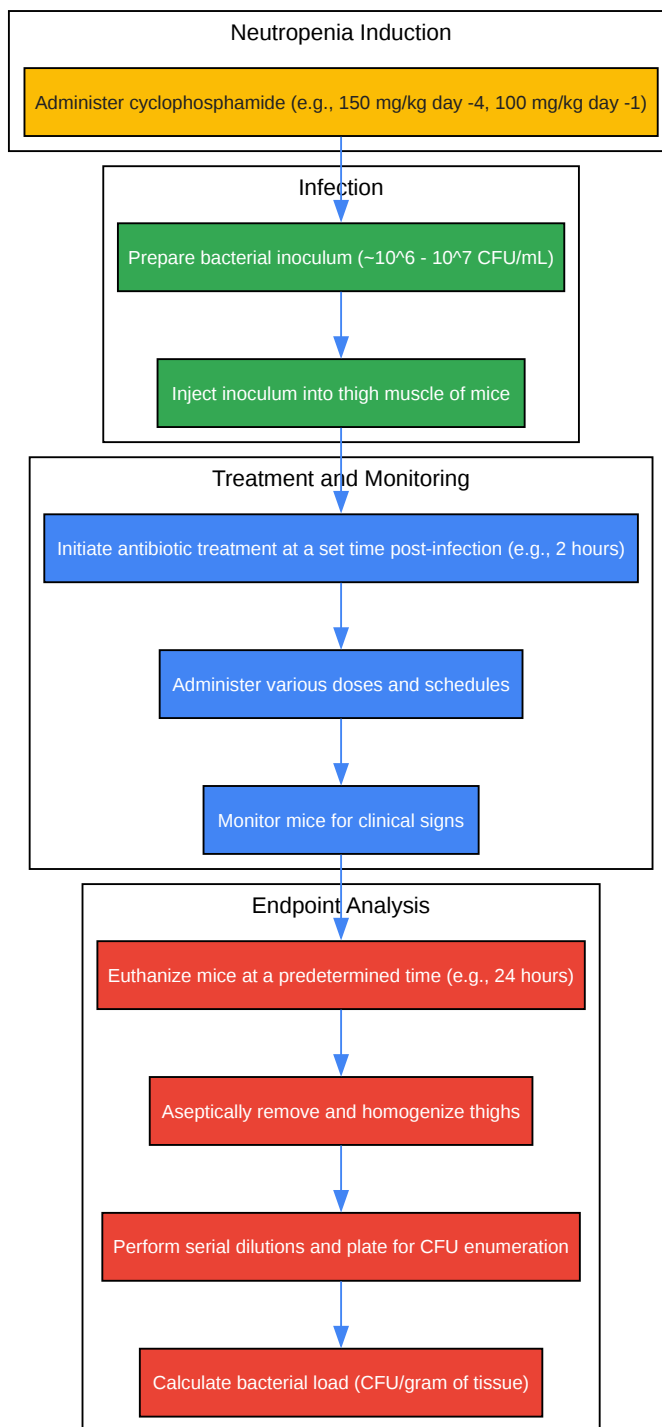 Neutropenia Induction
Administer cyclophosphamide (e.g., 150 mg/kg day -4, 100 mg/kg day -1)
Infection
Prepare bacterial inoculum (~10^6 - 10^7 CFU/mL)
Inject inoculum into thigh muscle of mice
Treatment and Monitoring
Initiate antibiotic treatment at a set time post-infection (e.g., 2 hours)
Administer various doses and schedules
Monitor mice for clinical signs
Endpoint Analysis
Euthanize mice at a predetermined time (e.g., 24 hours)
Aseptically remove and homogenize thighs
Perform serial dilutions and plate for CFU enumeration
Calculate bacterial load (CFU/gram of tissue)